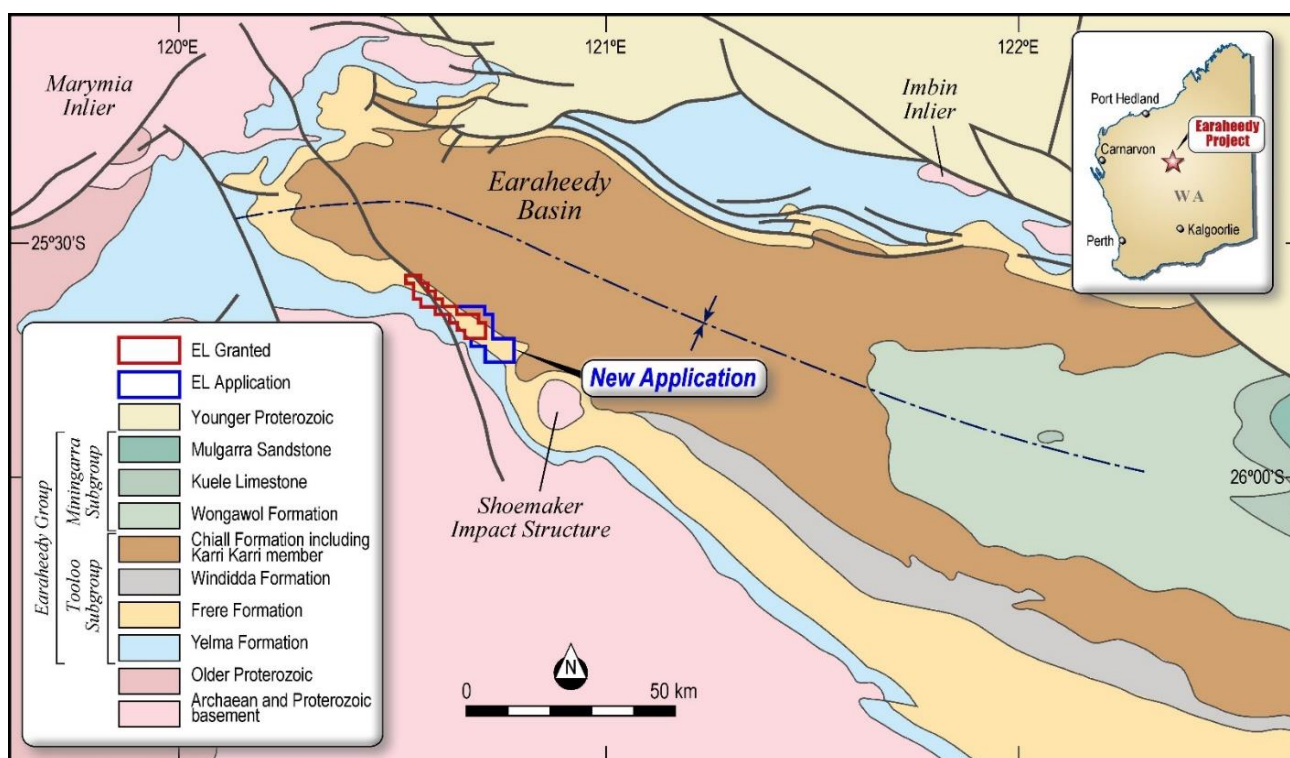 120ºE
121ºE
122ºE
Marymia
Inlier
Imbin
Inlier
Port Hedland
Earaheedy
Project
Carnarvon
WA
Kalgoorlie
Perth
Earaheedy
Basin
25º30'S
New Application
26º00'S
Shoemaker
Impact Structure
EL Granted
EL Application
Younger Proterozoic
Mulgarra Sandstone
Kuele Limestone
Wongawol Formation
Chiall Formation including
Karri Karri member
Windidda Formation
Frere Formation
Yelma Formation
Older Proterozoic
Archaean and Proterozoic
basement
Earaheedy Group
Miningarra
Subgroup
Tooloo
Subgroup
N
0
50 km